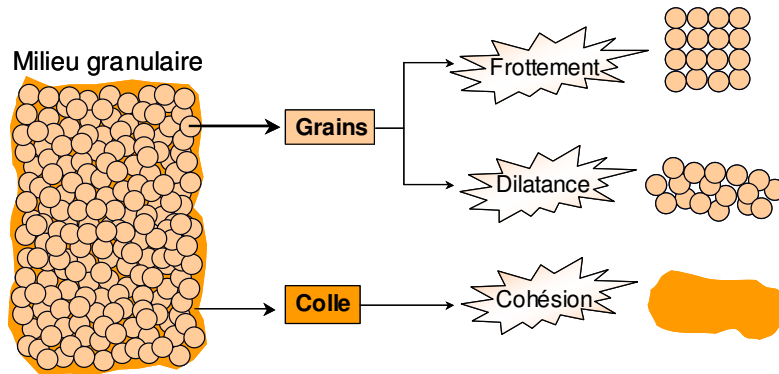 Milieu granulaire
Grains
Frottement
Dilatance
Colle
Cohésion